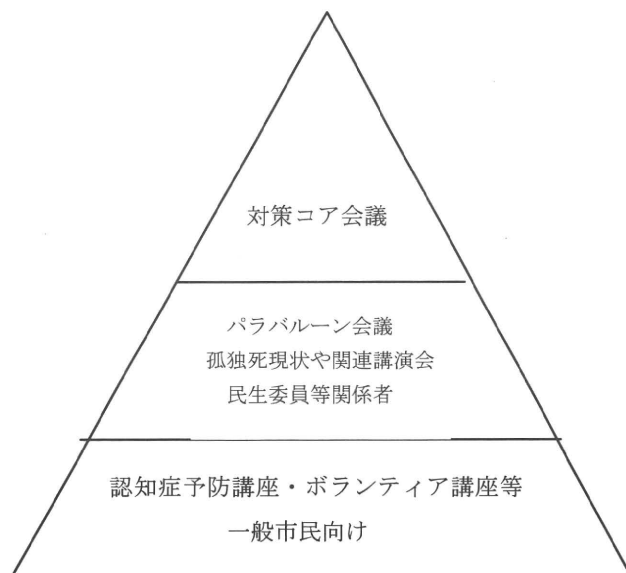 対策コア会議
パラバルーン会議
孤独死現状や関連講演会
民生委員等関係者
認知症予防講座・ボランティア講座等
一般市民向け